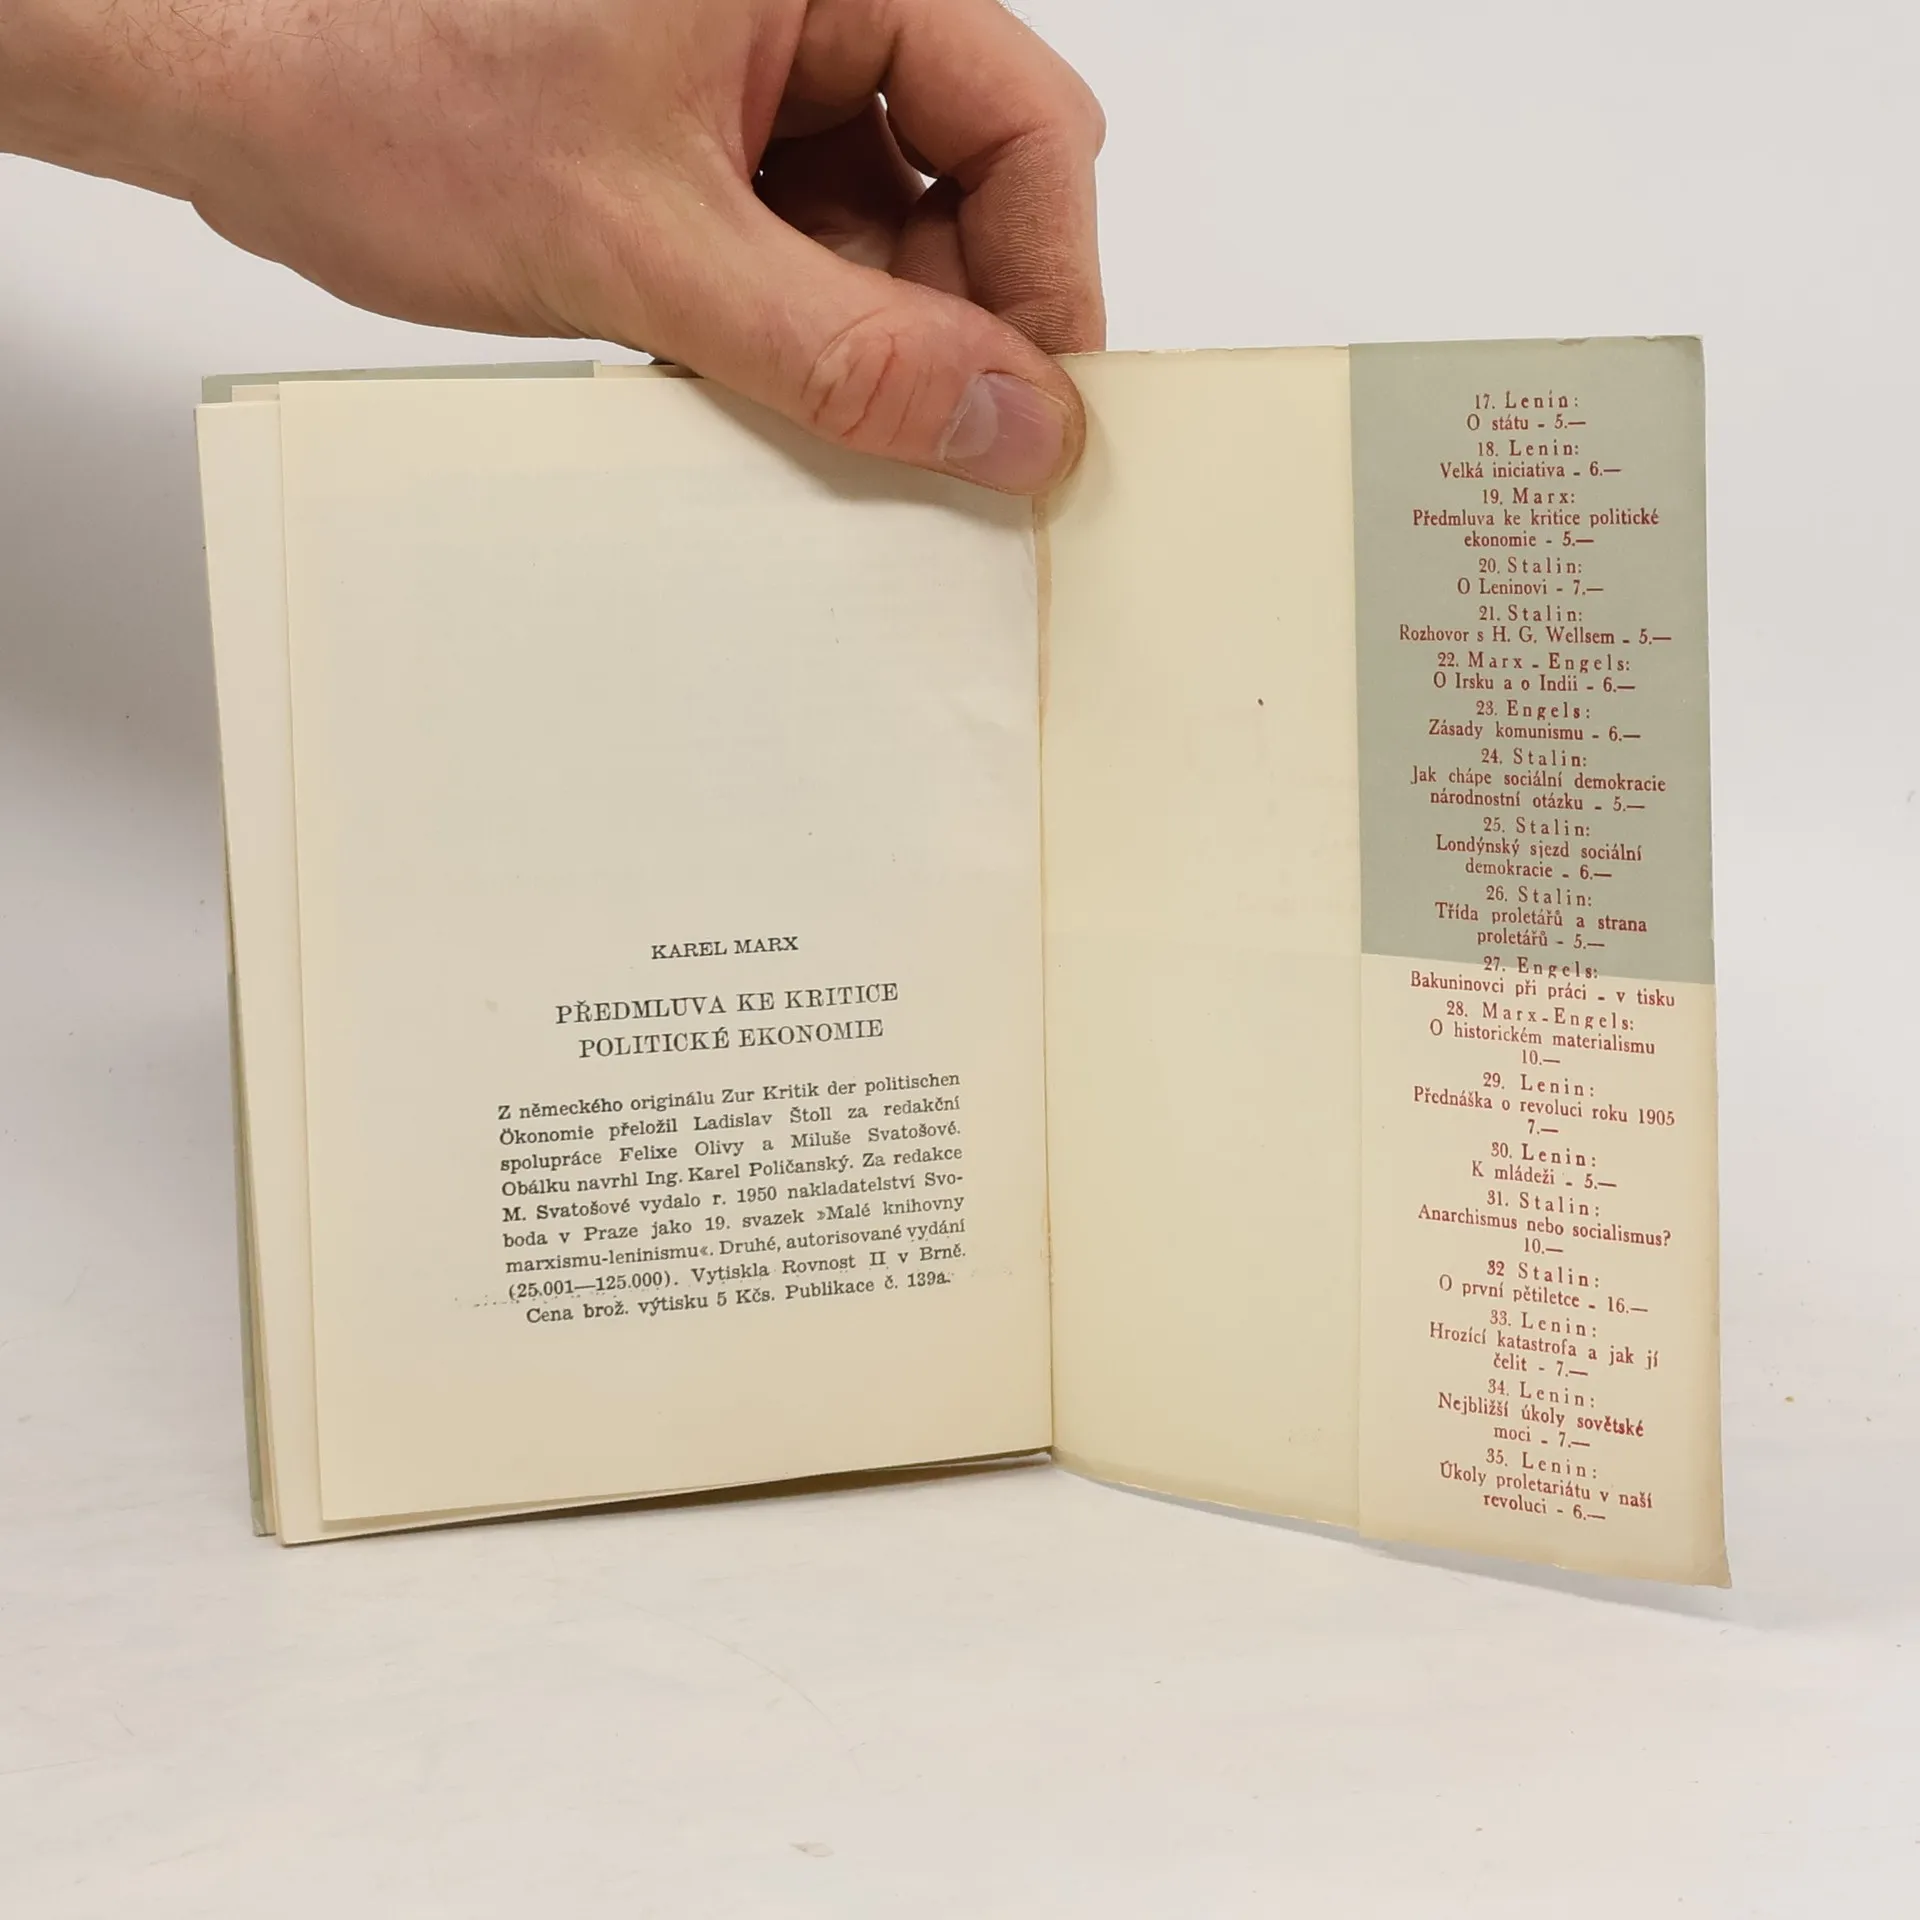 KAREL MARX
PŘEDMLUVA KE KRITICE
POLITICKÉ EKONOMIE
Z německého originálu Zur Kritik der politischen
Ökonomie přeložil Ladislav Štoll za redakční
spolupráce Felixe Olivy a Miluše Svatošové.
Obálku navrhl Ing. Karel Poličanský. Za redakce
M. Svatošové vydalo r. 1950 nakladatelství Svo-
boda v Praze jako 19. svazek »Malé knihovny
marxismu-leninismu«. Druhé, autorisované vydání
(25.001—125.000). Vytiskla Rovnost II v Brně.
Cena brož. výtisku 5 Kčs. Publikace č. 139a.
17. Lenin:
O státu - 5.—
18. Lenin:
Velká iniciativa - 6.—
19. Marx:
Předmluva ke kritice politické
ekonomie - 5.—
20. Stalin:
O Leninovi - 7.—
21. Stalin:
Rozhovor s H. G. Wellsem - 5.—
22. Marx - Engels:
O Irsku a o Indii - 6.—
23. Engels:
Zásady komunismu - 6.—
24. Stalin:
Jak chápe sociální demokracie
národnostní otázku - 5.—
25. Stalin:
Londýnský sjezd sociální
demokracie - 6.—
26. Stalin:
Třída proletářů a strana
proletářů - 5.—
27. Engels:
Bakuninovci při práci - v tisku
28. Marx-Engels:
O historickém materialismu
10.—
29. Lenin:
Přednáška o revoluci roku 1905
7.—
30. Lenin:
K mládeži - 5.—
31. Stalin:
Anarchismus nebo socialismus?
10.—
32 Stalin:
O první pětiletce - 16.—
33. Lenin:
Hrozící katastrofa a jak jí
čelit - 7.—
34. Lenin:
Nejbližší úkoly sovětské
moci - 7.—
35. Lenin:
Úkoly proletariátu v naší
revoluci - 6.—